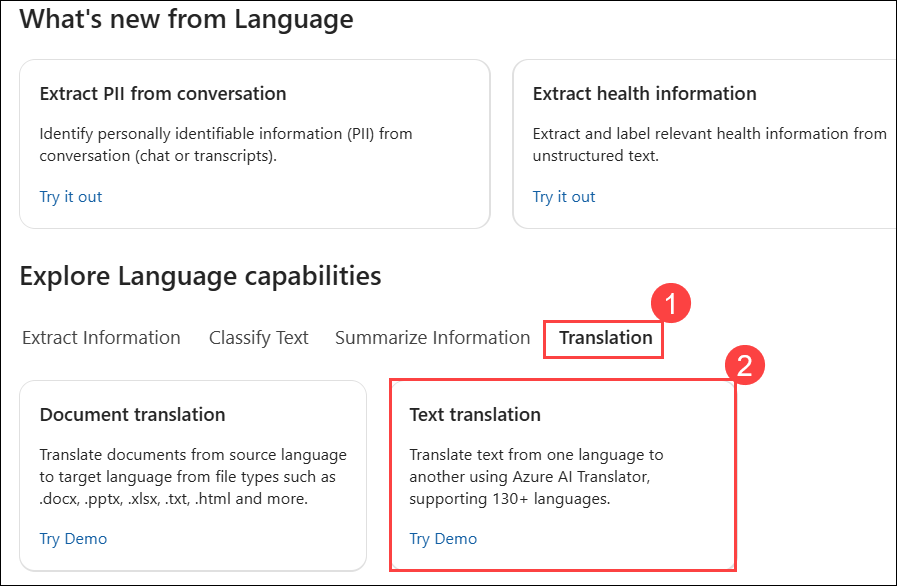 What's new from Language
Extract PII from conversation
Identify personally identifiable information (PII) from
conversation (chat or transcripts).
Try it out
Extract health information
Extract and label relevant health information from
unstructured text.
Try it out
Explore Language capabilities
1
Extract Information Classify Text Summarize Information Translation
2
Document translation
Translate documents from source language
to target language from file types such as
.docx, .pptx, .xlsx, .txt, .html and more.
Try Demo
Text translation
Translate text from one language to
another using Azure AI Translator,
supporting 130+ languages.
Try Demo